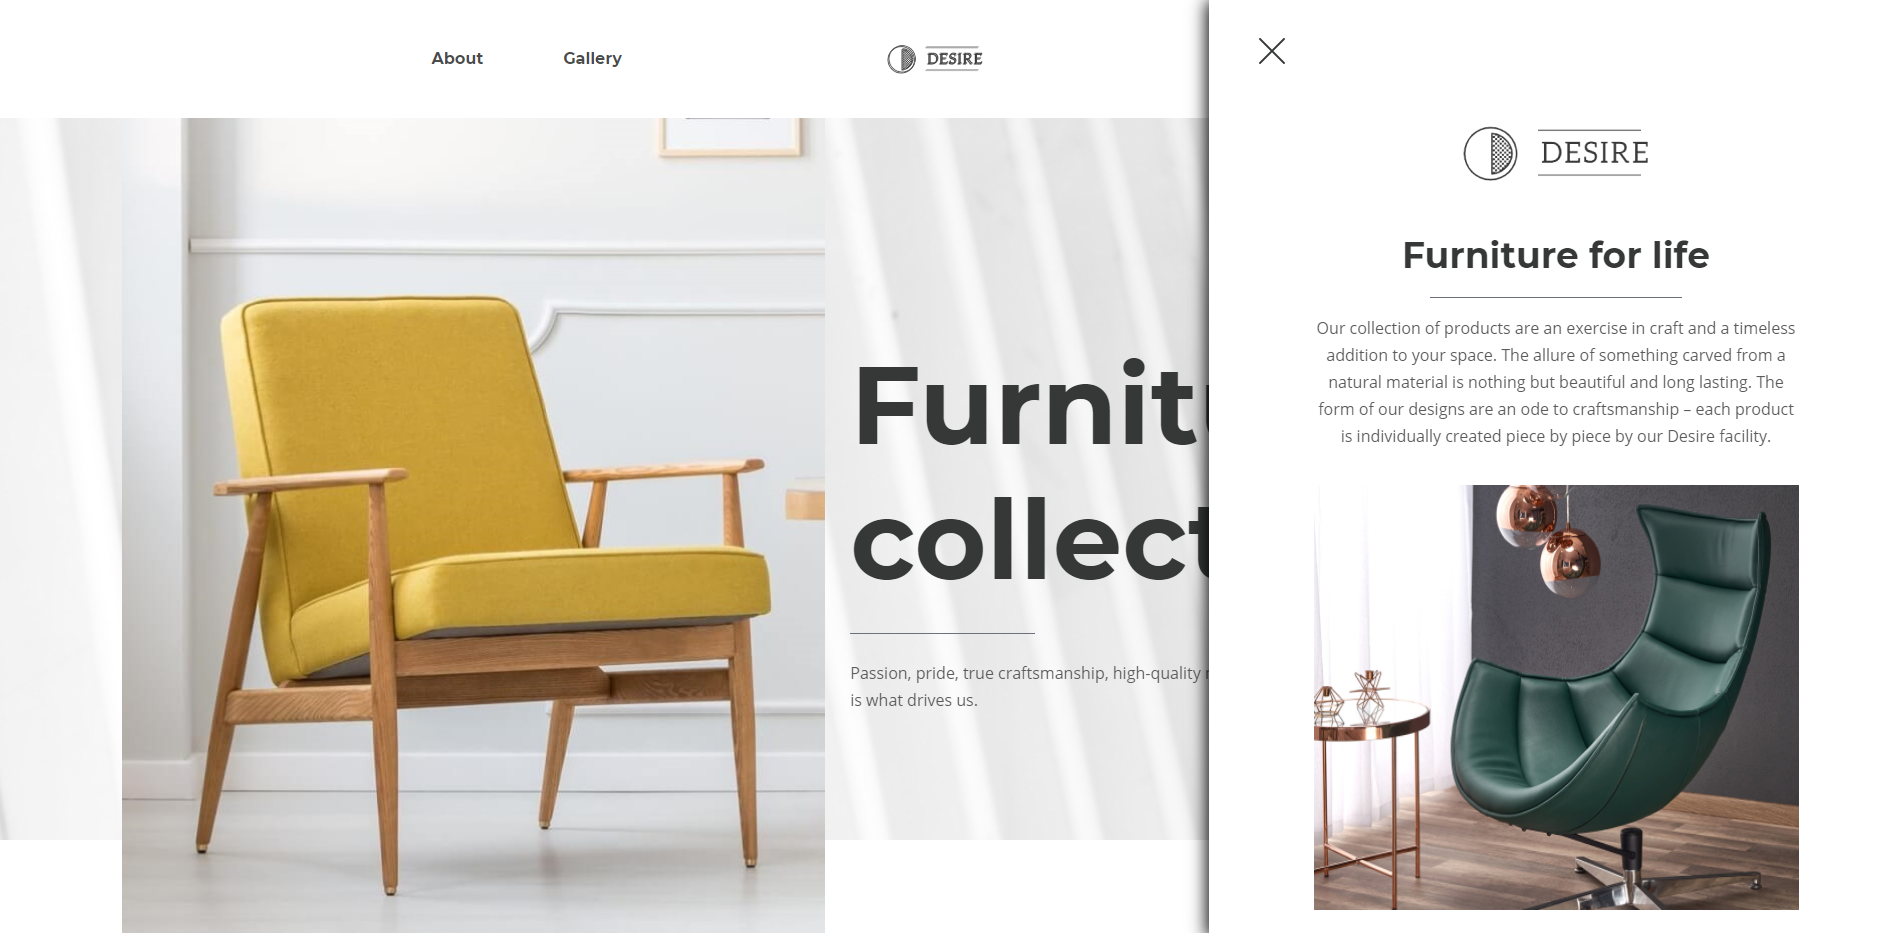 About
Gallery
DESIRE
Furnit
collect
Passion, pride, true craftsmanship, high-quality
is what drives us.
DESIRE
Furniture for life
Our collection of products are an exercise in craft and a timeless
addition to your space. The allure of something carved from a
natural material is nothing but beautiful and long lasting. The
form of our designs are an ode to craftsmanship – each product
is individually created piece by piece by our Desire facility.